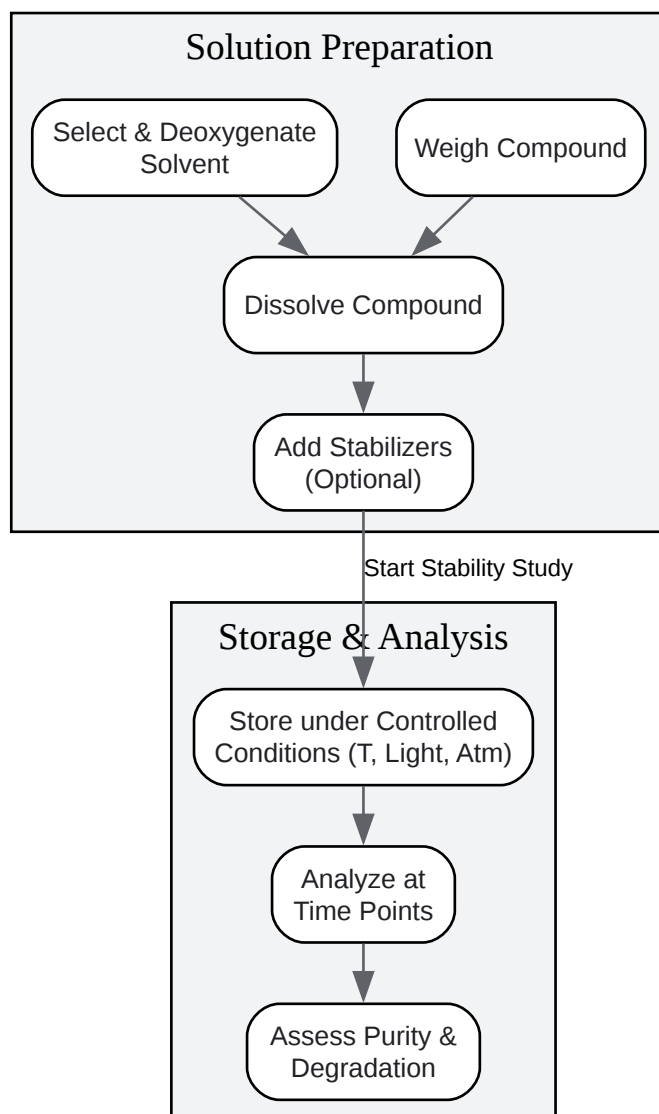 Solution Preparation
Select & Deoxygenate
Solvent
Weigh Compound
Dissolve Compound
Add Stabilizers
(Optional)
Start Stability Study
Storage & Analysis
Store under Controlled
Conditions (T, Light, Atm)
Analyze at
Time Points
Assess Purity &
Degradation